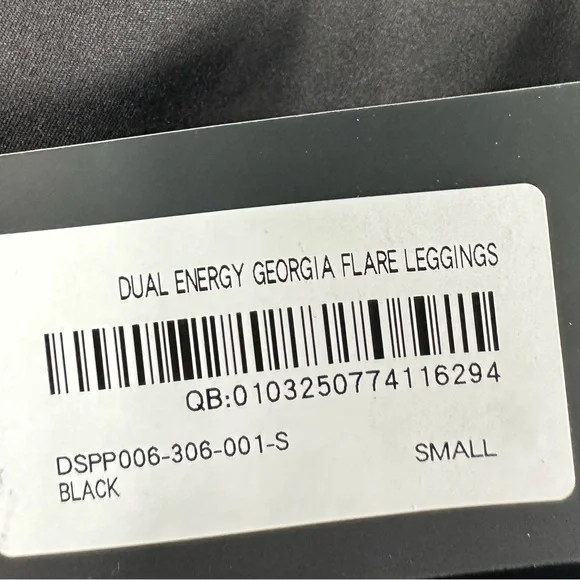 DUAL ENERGY GEORGIA FLARE LEGGINGS
QB:0103250774116294
DSPP006-306-001-S
SMALL
BLACK